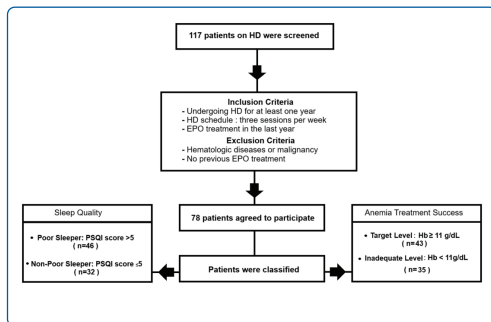 117 patients on HD were screened
Inclusion Criteria
- Undergoing HD for at least one year
- HD schedule : three sessions per week
- EPO treatment in the last year
Exclusion Criteria
- Hematologic diseases or malignancy
- No previous EPO treatment
78 patients agreed to participate
Patients were classified
Sleep Quality
• Poor Sleeper: PSQI score >5
( n=46)
• Non-Poor Sleeper: PSQI score ≤5
( n=32)
Anemia Treatment Success
• Target Level : Hb ≥ 11 g/dL
( n=43)
• Inadequate Level: Hb < 11g/dL
( n=35)